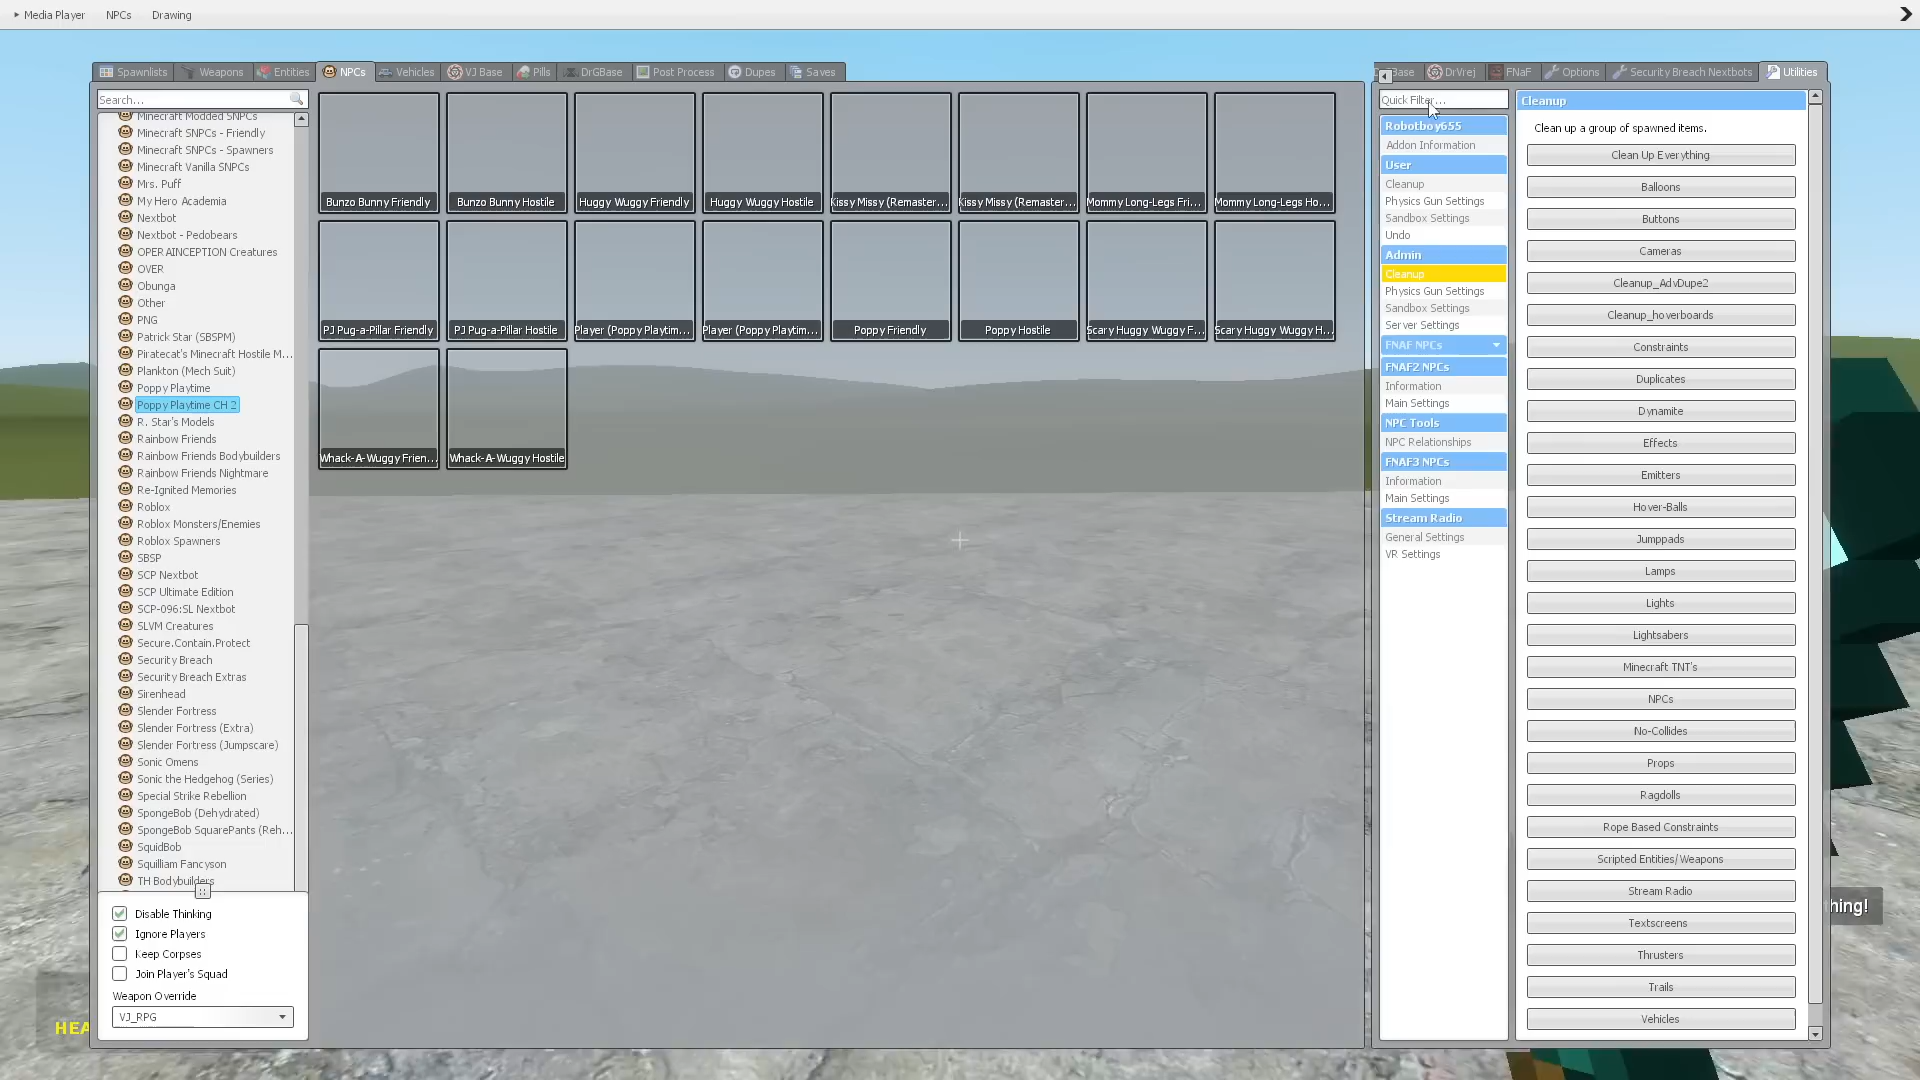 Media Player
NPCs
Drawing
Spawnlists
Weapons
Entities
NPCs
Vehicles
VJ Base
Pills
DrGBase
Post Process
Dupes
Saves
Base
DrVrej
FNaF
Options
Security Breach Nextbots
Utilities
Search...
Minecraft Modded SNPCs
Minecraft SNPCs - Friendly
Minecraft SNPCs - Spawners
Minecraft Vanilla SNPCs
Mrs. Puff
My Hero Academia
Nextbot
Nextbot - Pedobears
OPERAINCEPTION Creatures
OVER
Obunga
Other
PNG
Patrick Star (SBSPM)
Piratecat's Minecraft Hostile M...
Plankton (Mech Suit)
Poppy Playtime
Poppy Playtime CH 2
R. Star's Models
Rainbow Friends
Rainbow Friends Bodybuilders
Rainbow Friends Nightmare
Re-Ignited Memories
Roblox
Roblox Monsters/Enemies
Roblox Spawners
SBSP
SCP Nextbot
SCP Ultimate Edition
SCP-096:SL Nextbot
SLVM Creatures
Secure.Contain.Protect
Security Breach
Security Breach Extras
Sirenhead
Slender Fortress
Slender Fortress (Extra)
Slender Fortress (Jumpscare)
Sonic Omens
Sonic the Hedgehog (Series)
Special Strike Rebellion
SpongeBob (Dehydrated)
SpongeBob SquarePants (Reh...
SquidBob
Squilliam Fancyson
TH Bodybuilders
Disable Thinking
Ignore Players
Keep Corpses
Join Player's Squad
Weapon Override
VJ_RPG
HEA
Bunzo Bunny Friendly
Bunzo Bunny Hostile
Huggy Wuggy Friendly
Huggy Wuggy Hostile
Kissy Missy (Remaster...
Kissy Missy (Remaster...
Mommy Long-Legs Fri...
Mommy Long-Legs Ho...
PJ Pug-a-Pillar Friendly
PJ Pug-a-Pillar Hostile
Player (Poppy Playtim...
Player (Poppy Playtim...
Poppy Friendly
Poppy Hostile
Scary Huggy Wuggy F...
Scary Huggy Wuggy H...
Whack-A-Wuggy Frien...
Whack-A-Wuggy Hostile
Quick Filter...
Robotboy655
Addon Information
User
Cleanup
Physics Gun Settings
Sandbox Settings
Undo
Admin
Cleanup
Physics Gun Settings
Sandbox Settings
Server Settings
FNAF NPCs
FNAF2 NPCs
Information
Main Settings
NPC Tools
NPC Relationships
FNAF3 NPCs
Information
Main Settings
Stream Radio
General Settings
VR Settings
Cleanup
Clean up a group of spawned items.
Clean Up Everything
Balloons
Buttons
Cameras
Cleanup_AdvDupe2
Cleanup_hoverboards
Constraints
Duplicates
Dynamite
Effects
Emitters
Hover-Balls
Jumppads
Lamps
Lights
Lightsabers
Minecraft TNT's
NPCs
No-Collides
Props
Ragdolls
Rope Based Constraints
Scripted Entities/Weapons
Stream Radio
Textscreens
Thrusters
Trails
Vehicles
hing!